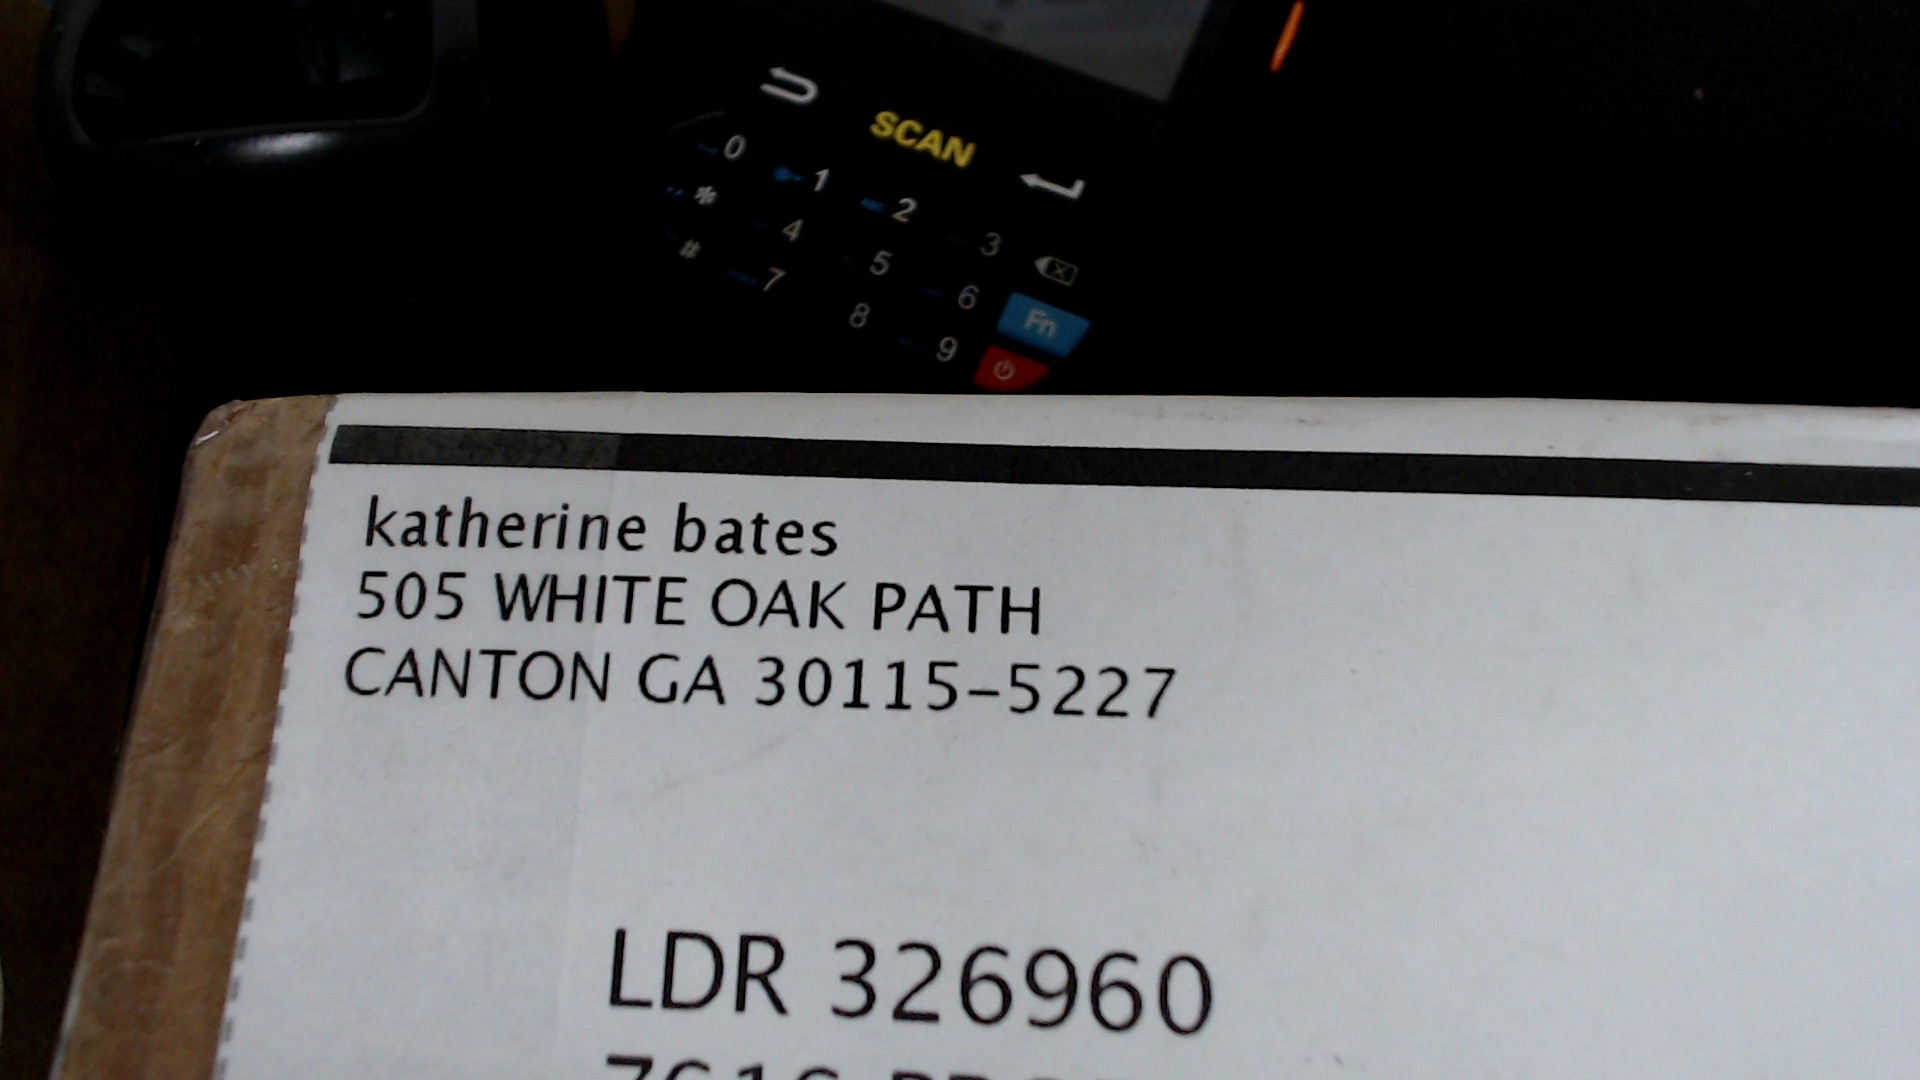 SCAN
0
1
2
3
*
4
5
6
#
7
8
9
Fn
katherine bates
505 WHITE OAK PATH
CANTON GA 30115-5227
LDR 326960